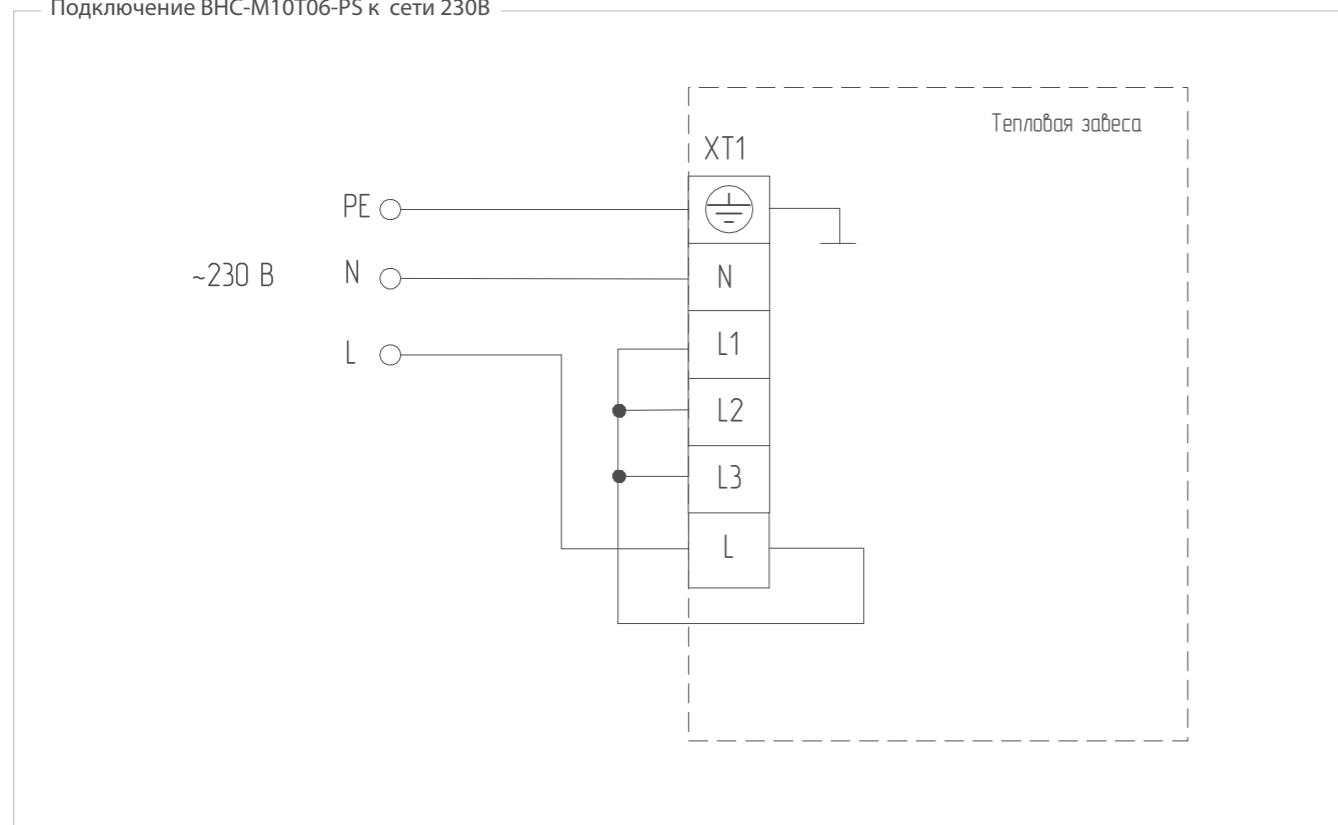 Подключение BHC-M10T06-PS к сети 230В
Тепловая завеса
XT1
PE
~230 В
N
N
L
L1
L2
L3
L